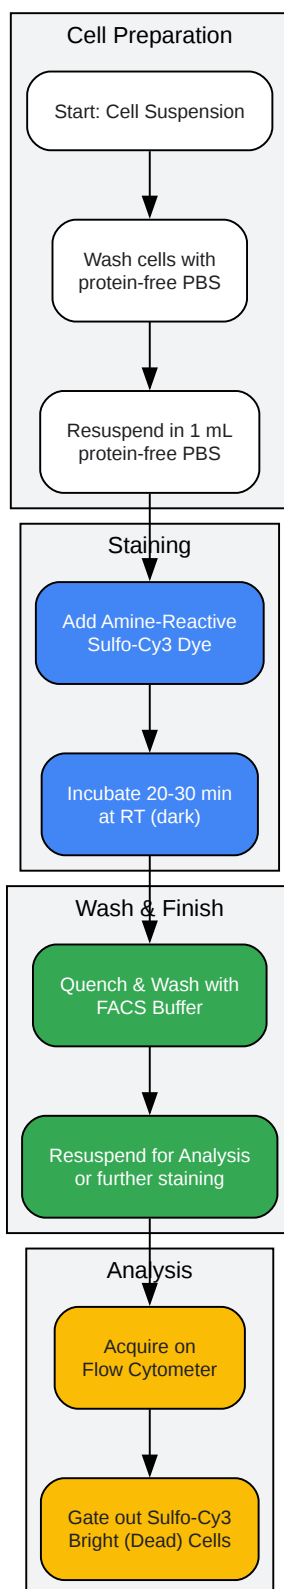 Cell Preparation
Start: Cell Suspension
Wash cells with
protein-free PBS
Resuspend in 1 mL
protein-free PBS
Staining
Add Amine-Reactive
Sulfo-Cy3 Dye
Incubate 20-30 min
at RT (dark)
Wash & Finish
Quench & Wash with
FACS Buffer
Resuspend for Analysis
or further staining
Analysis
Acquire on
Flow Cytometer
Gate out Sulfo-Cy3
Bright (Dead) Cells